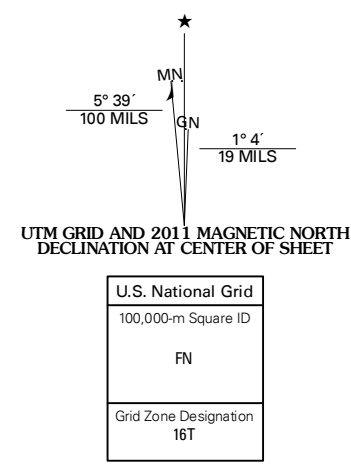 ★
MN
5° 39´
100 MILS
GN
1° 4´
19 MILS
UTM GRID AND 2011 MAGNETIC NORTH
DECLINATION AT CENTER OF SHEET
U.S. National Grid
100,000-m Square ID
FN
Grid Zone Designation
16T